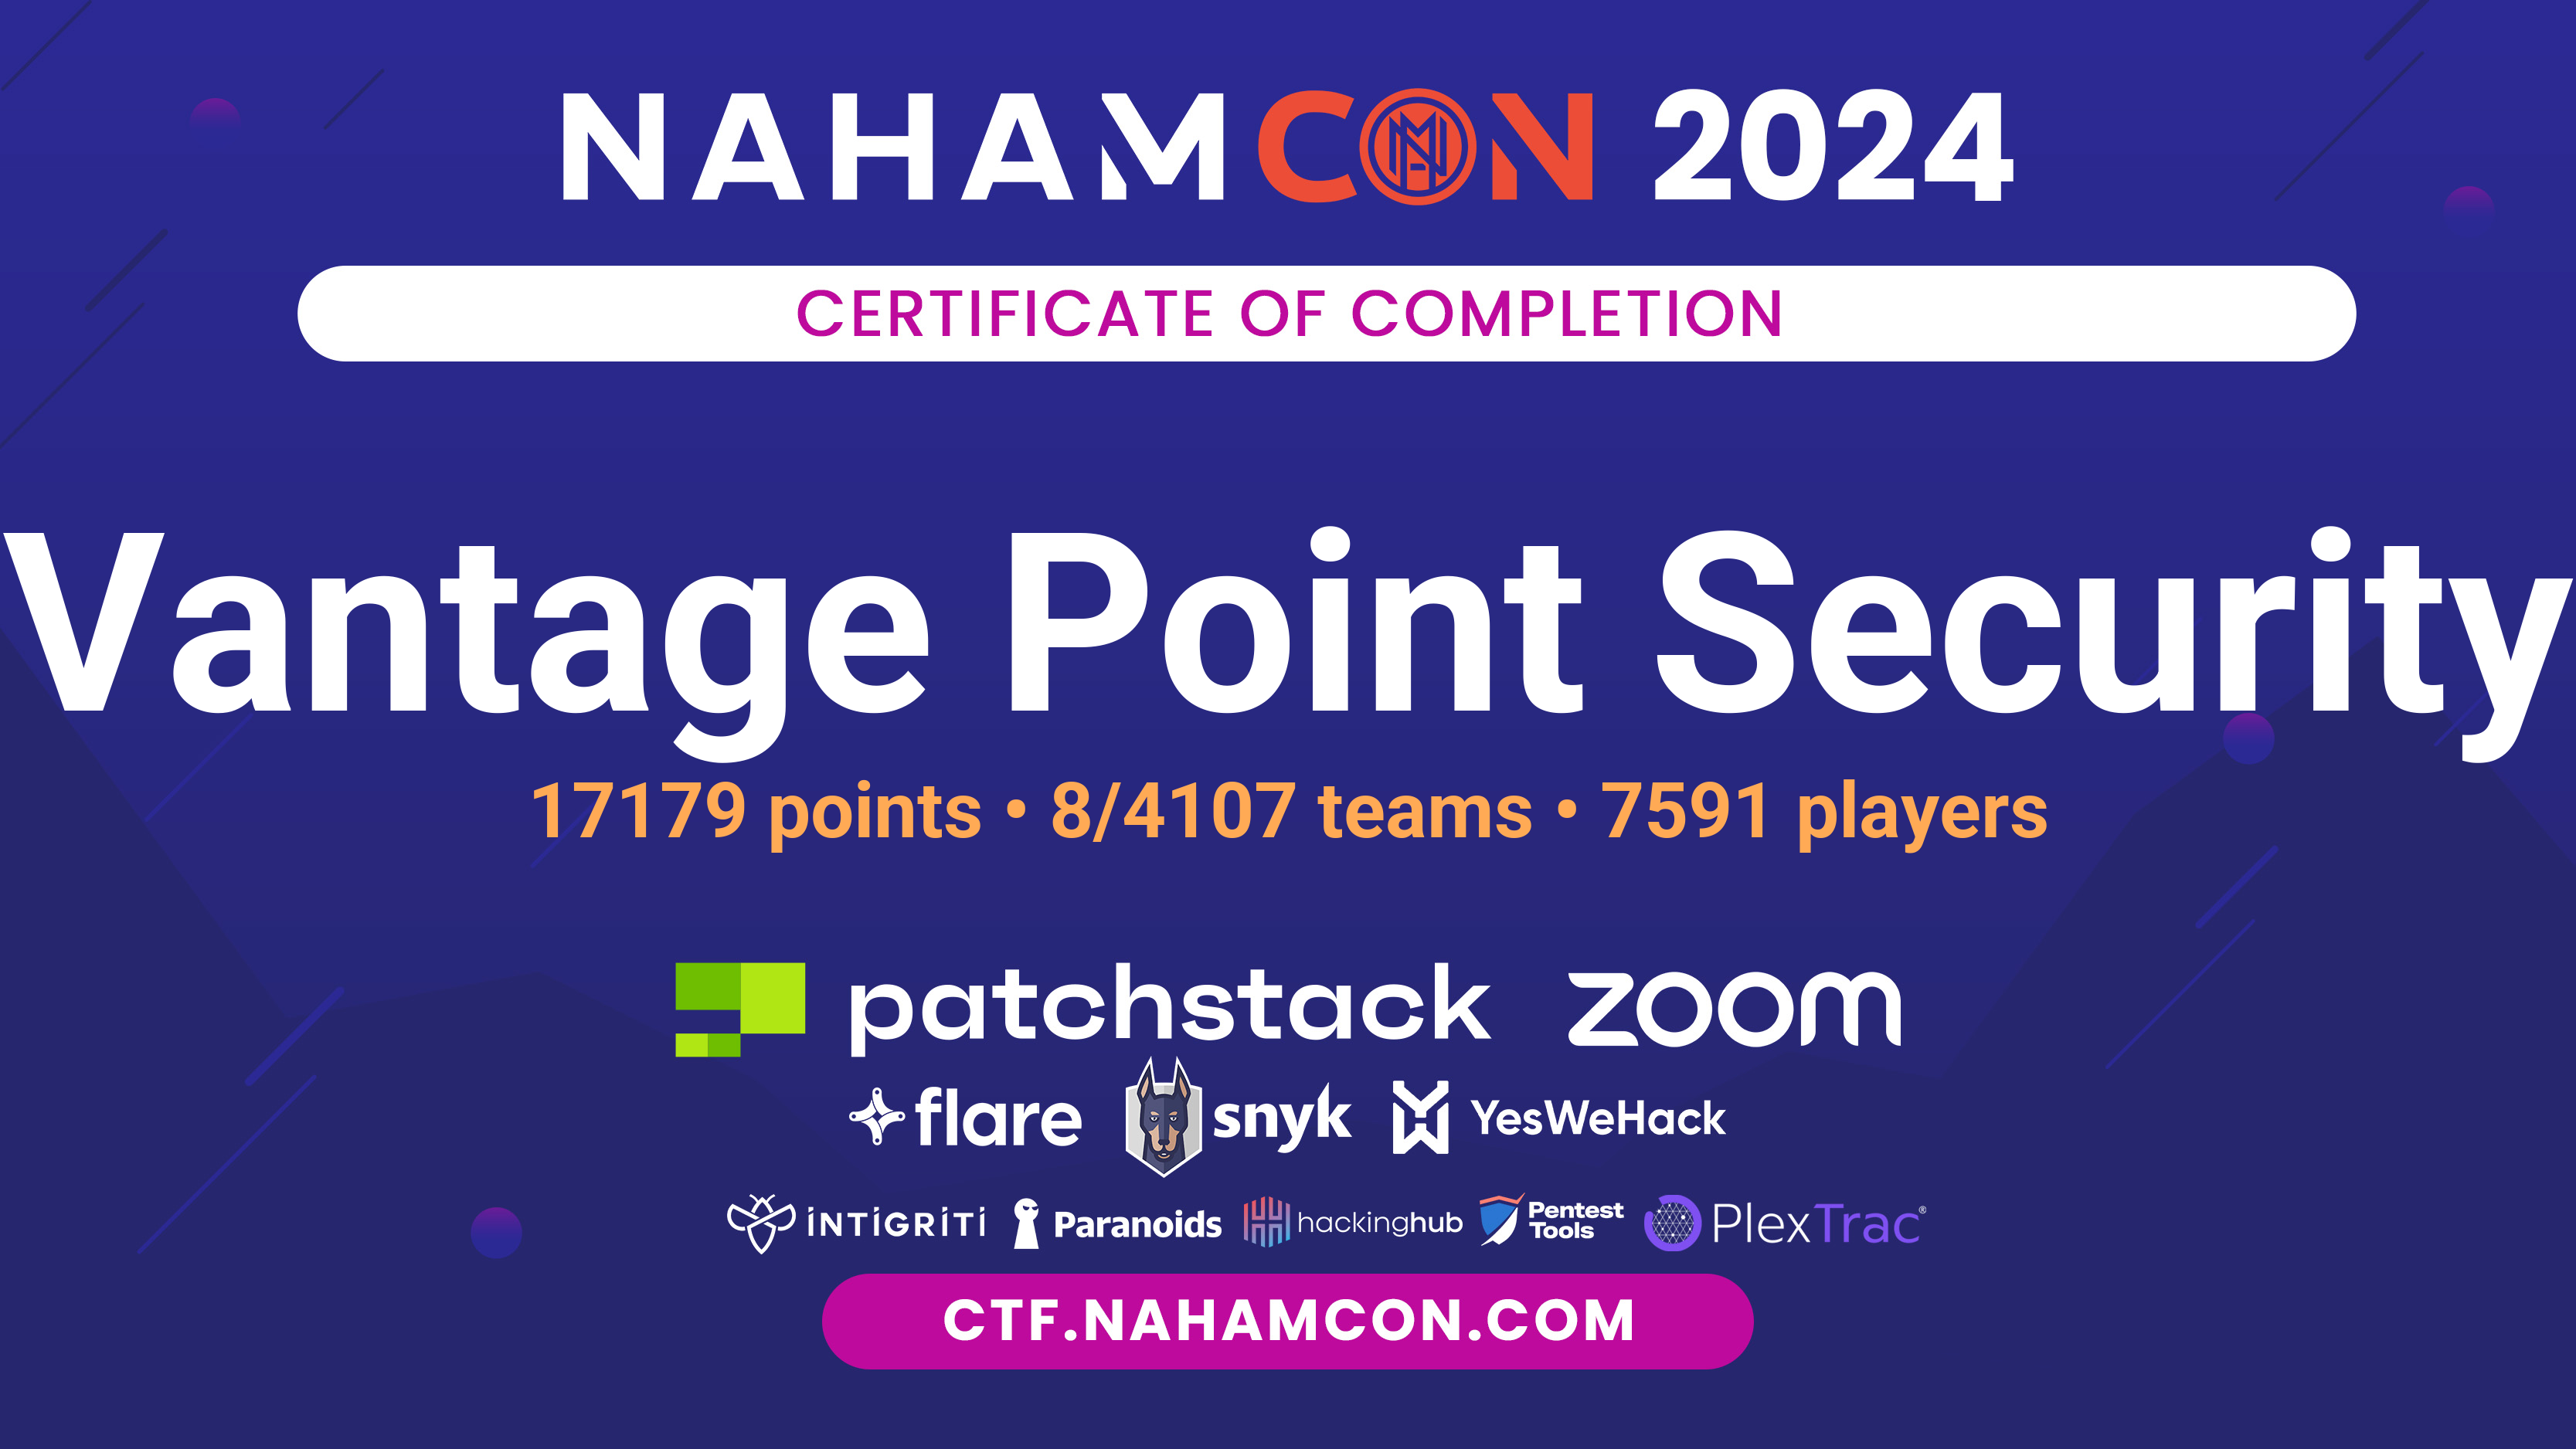 NAHAMCON 2024
CERTIFICATE OF COMPLETION
Vantage Point Security
17179 points • 8/4107 teams • 7591 players
patchstack zoom
flare snyk YesWeHack
INTIGRITI Paranoids hackinghub Pentest Tools PlexTrac®
CTF.NAHAMCON.COM